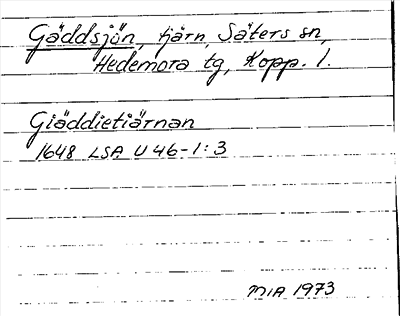 Gäddsjön, tjärn, Säters sn,
Hedemora tg, Kopp. l.
Giäddietiärnan
1648 LSA U 46-1:3
MIA 1973